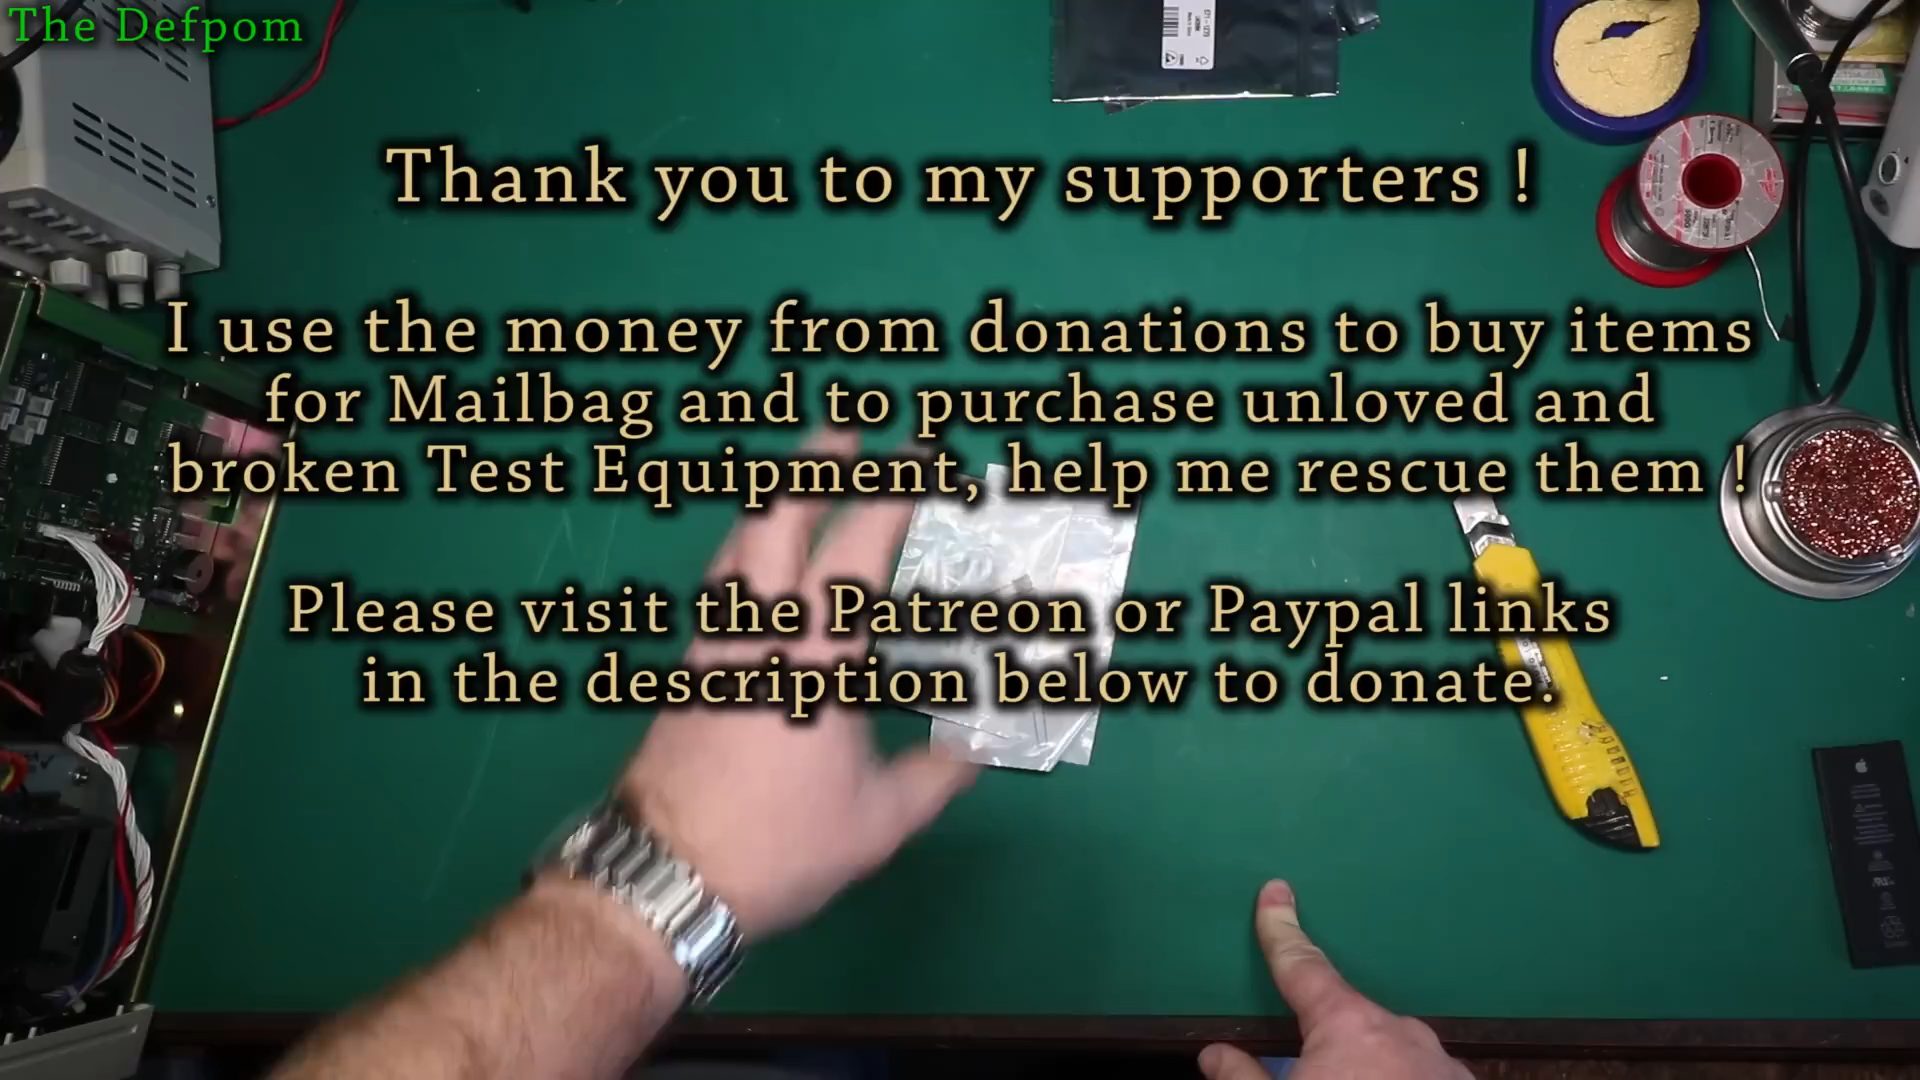 The Defpom
Thank you to my supporters !
I use the money from donations to buy items
for Mailbag and to purchase unloved and
broken Test Equipment, help me rescue them !
Please visit the Patreon or Paypal links
in the description below to donate.